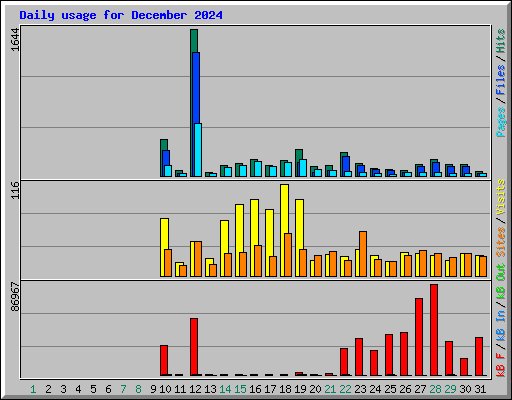 Daily usage for December 2024
1644
Pages / Files / Hits
116
Sites / Visits
86967
kB F / kB In / kB Out
1 2 3 4 5 6 7 8 9 10 11 12 13 14 15 16 17 18 19 20 21 22 23 24 25 26 27 28 29 30 31